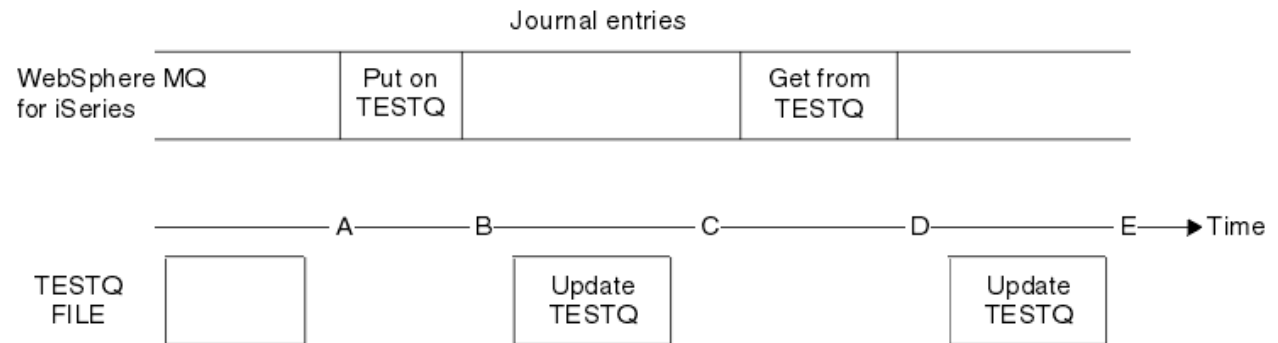 Journal entries
WebSphere MQ
for iSeries
Put on
TESTQ
Get from
TESTQ
A
B
C
D
E
Time
TESTQ
FILE
Update
TESTQ
Update
TESTQ